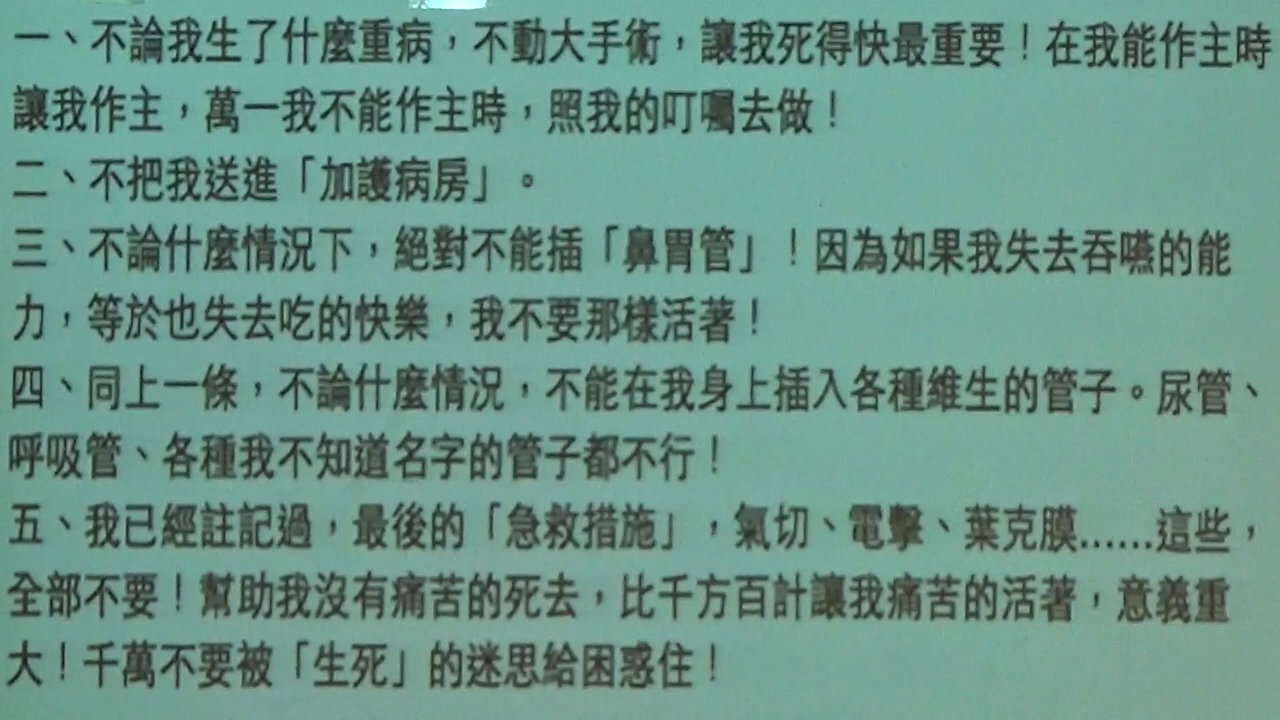 一、不論我生了什麼重病，不動大手術，讓我死得快最重要！在我能作主時
讓我作主，萬一我不能作主時，照我的叮囑去做！
二、不把我送進「加護病房」。
三、不論什麼情況下，絕對不能插「鼻胃管」！因為如果我失去吞嚥的能
力，等於也失去吃的快樂，我不要那樣活著！
四、同上一條，不論什麼情況，不能在我身上插入各種維生的管子。尿管、
呼吸管、各種我不知道名字的管子都不行！
五、我已經註記過，最後的「急救措施」，氣切、電擊、葉克膜……這些，
全部不要！幫助我沒有痛苦的死去，比千方百計讓我痛苦的活著，意義重
大！千萬不要被「生死」的迷思給困惑住！